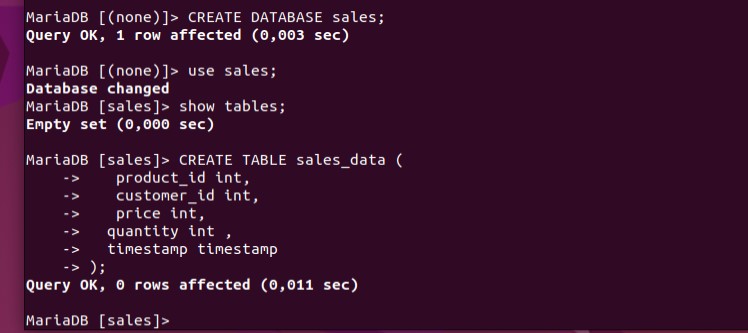 MariaDB [(none)]> CREATE DATABASE sales;
Query OK, 1 row affected (0,003 sec)
MariaDB [(none)]> use sales;
Database changed
MariaDB [sales]> show tables;
Empty set (0,000 sec)
MariaDB [sales]> CREATE TABLE sales_data (
    ->     product_id int,
    ->     customer_id int,
    ->     price int,
    ->    quantity int ,
    ->    timestamp timestamp
    -> );
Query OK, 0 rows affected (0,011 sec)
MariaDB [sales]>